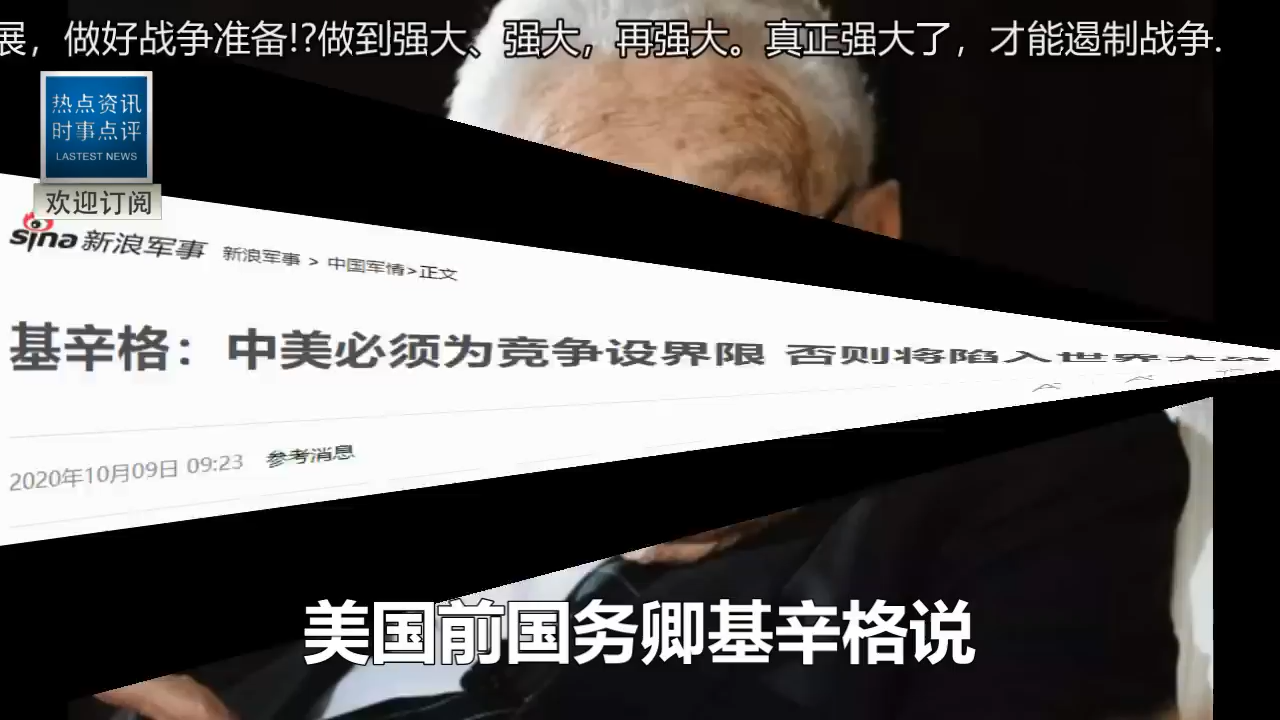 展，做好战争准备!?做到强大、强大，再强大。真正强大了，才能遏制战争.
热点资讯
时事点评
LASTEST NEWS
欢迎订阅
sina 新浪军事 新浪军事 > 中国军情>正文
基辛格：中美必须为竞争设界限 否则将陷入世界大战
2020年10月09日 09:23 参考消息
美国前国务卿基辛格说